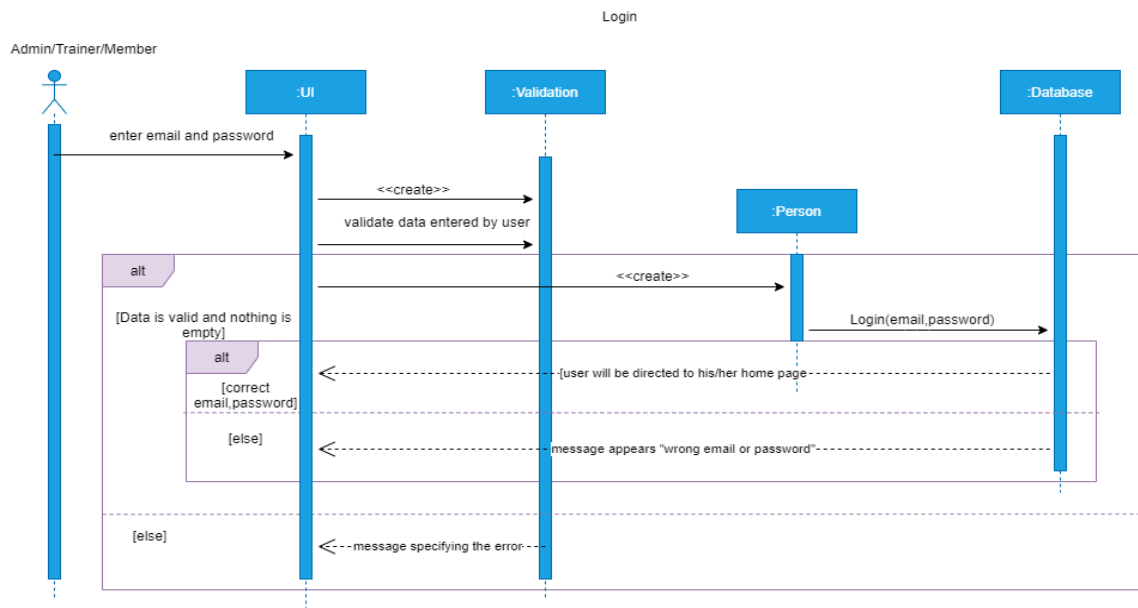 Login
Admin/Trainer/Member
:UI
:Validation
:Database
enter email and password
<<create>>
:Person
validate data entered by user
alt
<<create>>
[Data is valid and nothing is
empty]
Login(email,password)
alt
[user will be directed to his/her home page
[correct
email,password]
[else]
message appears "wrong email or password"
[else]
message specifying the error